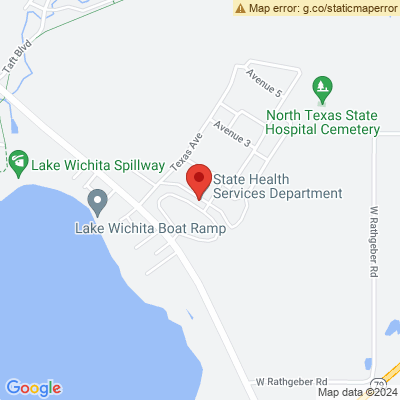 Map error: g.co/staticmaperror
Taft Blvd
Avenue 5
North Texas State
Hospital Cemetery
Avenue 3
Texas Ave
Lake Wichita Spillway
State Health
Services Department
Lake Wichita Boat Ramp
W Rathgeber Rd
W Rathgeber Rd
79
Google
Map data ©2024